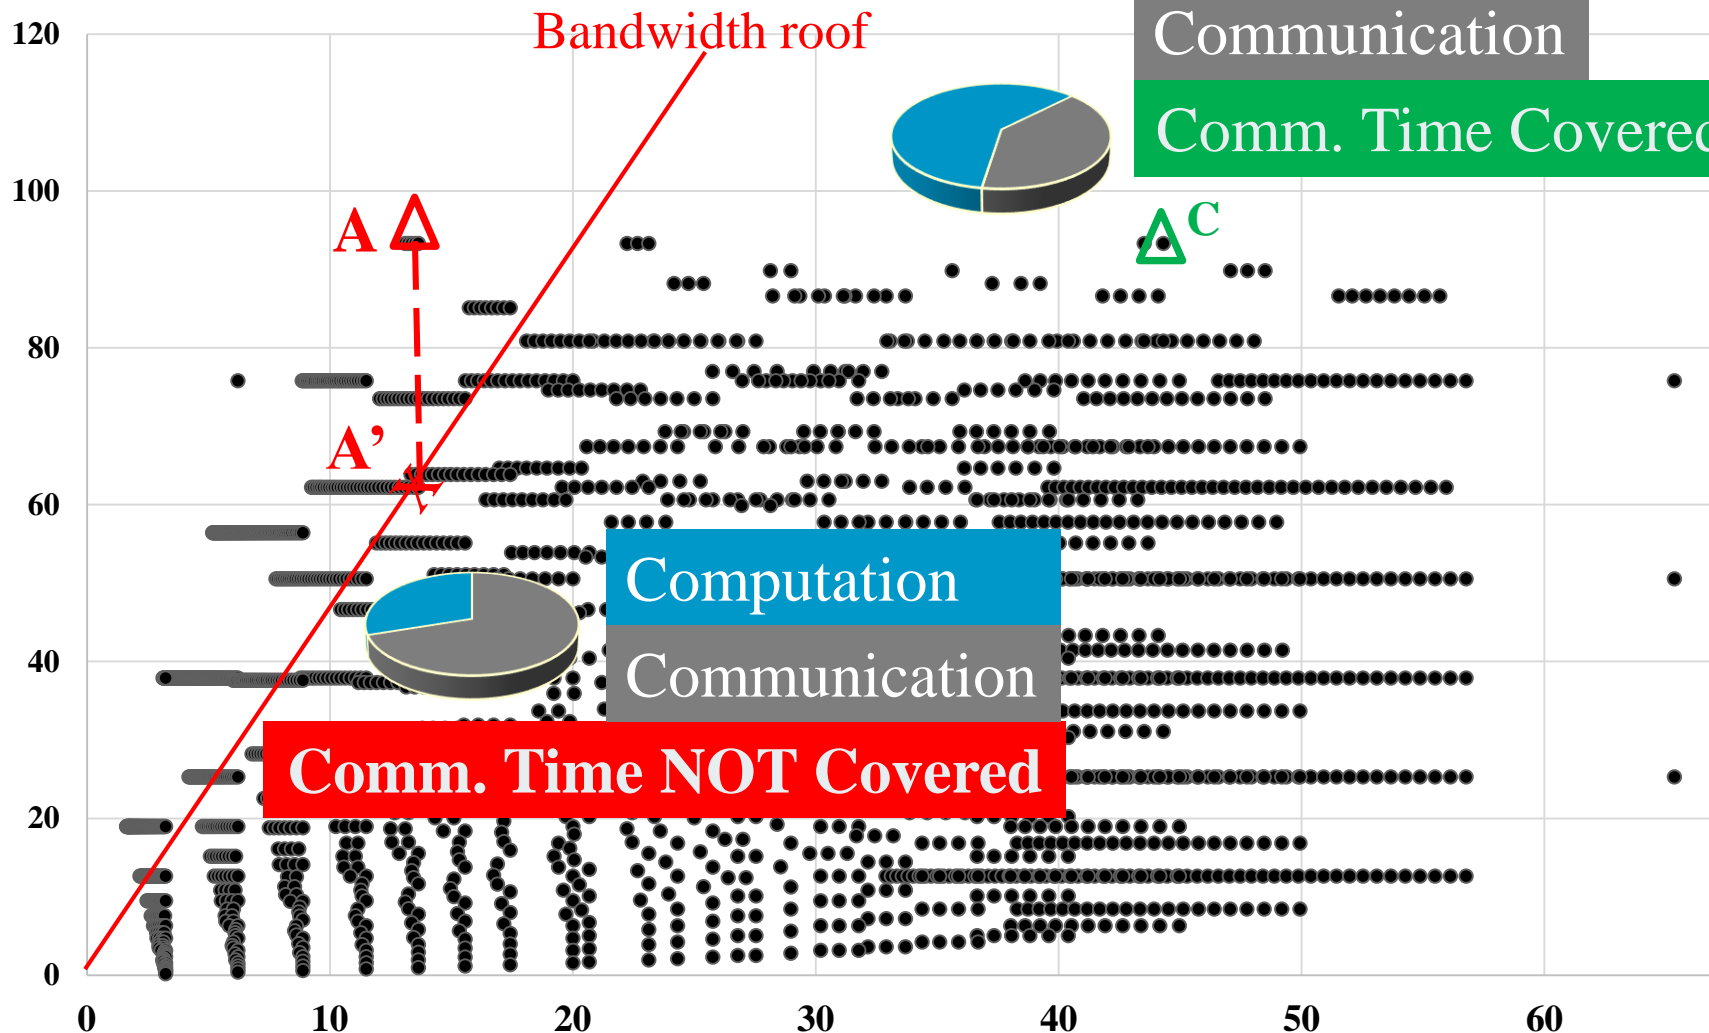 120
Bandwidth roof
Communication
Comm. Time Covered
100
A
C
80
A’
60
Computation
Communication
40
Comm. Time NOT Covered
20
0
0 10 20 30 40 50 60